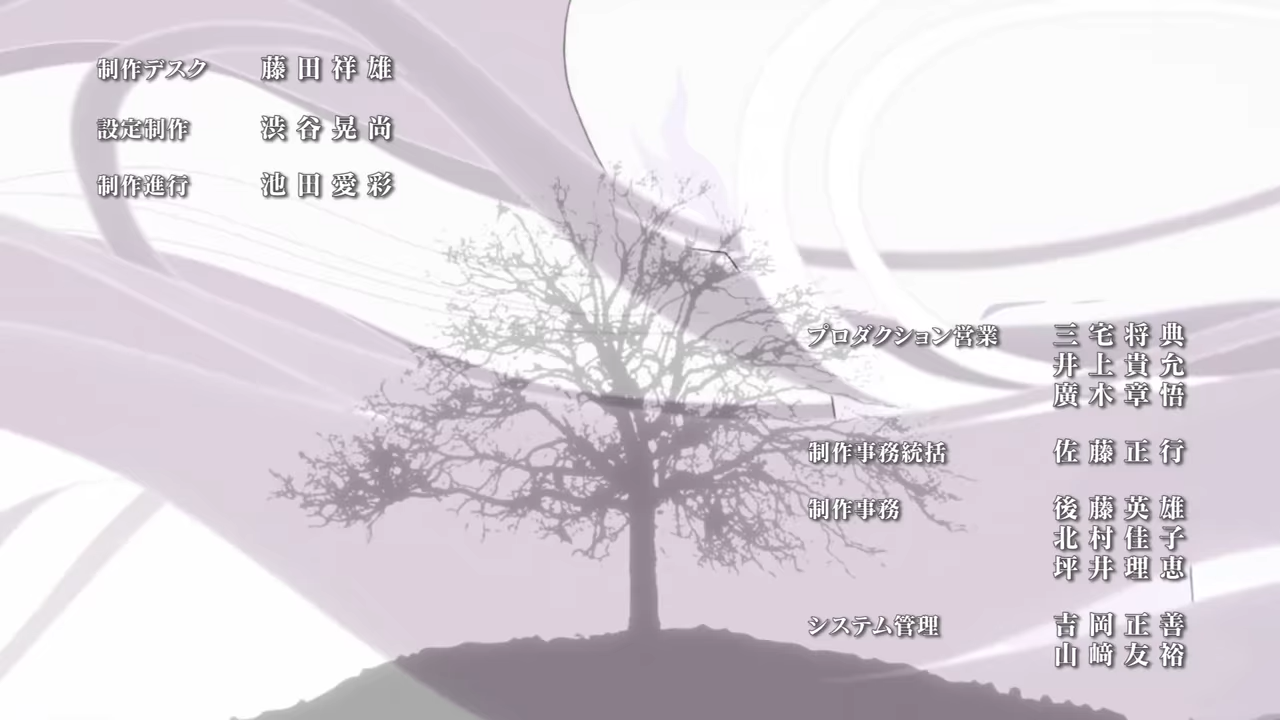 制作デスク 藤田祥雄
設定制作 渋谷晃尚
制作進行 池田愛彩
プロダクション営業 三宅将典
井上貴允
廣木章悟
制作事務統括 佐藤正行
制作事務 後藤英雄
北村佳子
坪井理恵
システム管理 吉岡正善
山﨑友裕